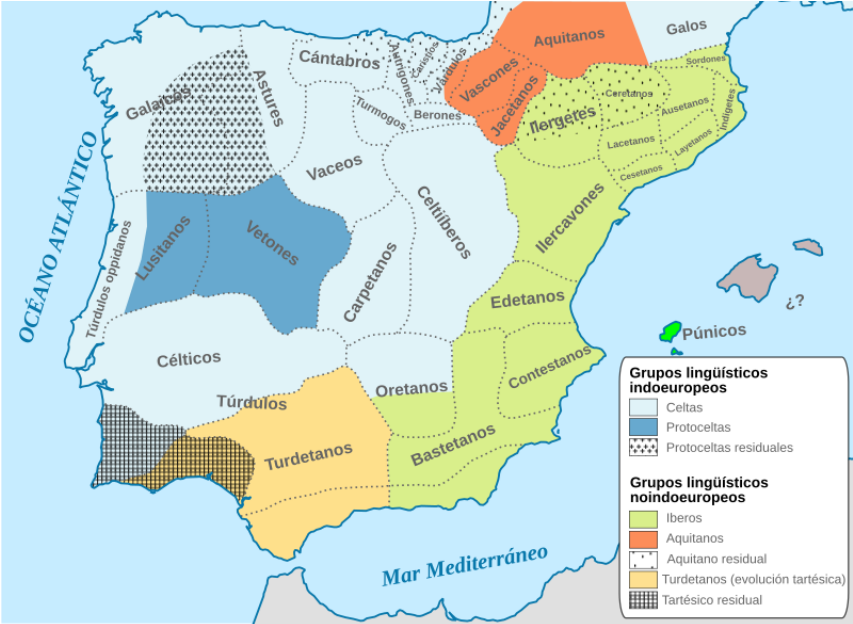 Aquitanos
Galos
Cántabros
Autrigones
Caristios
Várdulos
Sordones
Galaicos
Astures
Turmogos
Berones
Vascones
Jacetanos
Ilergetes
Ceretanos
Ausetanos
Indigetes
Lacetanos
Layetanos
Cesetanos
Vaceos
Celtíberos
Ilercavones
OCÉANO ATLÁNTICO
Túrdulos oppidanos
Lusitanos
Vetones
Carpetanos
Edetanos
¿?
Púnicos
Célticos
Oretanos
Contestanos
Túrdulos
Turdetanos
Bastetanos
Mar Mediterráneo
Grupos lingüísticos
indoeuropeos
Celtas
Protoceltas
Protoceltas residuales
Grupos lingüísticos
noindoeuropeos
Iberos
Aquitanos
Aquitano residual
Turdetanos (evolución tartésica)
Tartésico residual